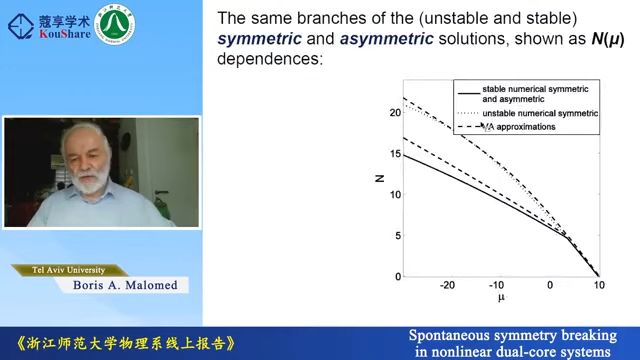 蔻享学术
KouShare
The same branches of the (unstable and stable)
symmetric and asymmetric solutions, shown as N(μ)
dependences:
stable numerical symmetric
and asymmetric
unstable numerical symmetric
VA approximations
20
15
10
5
0
N
-20
-10
0
10
μ
Tel Aviv University
Boris A. Malomed
《浙江师范大学物理系线上报告》
Spontaneous symmetry breaking
in nonlinear dual-core systems